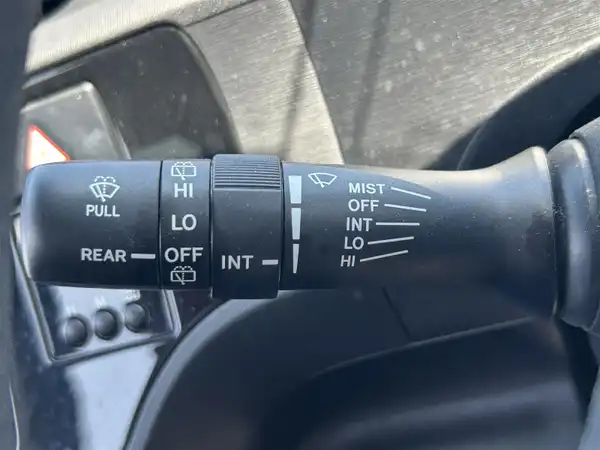 PULL
REAR
HI
LO
OFF
INT
MIST
OFF
INT
LO
HI